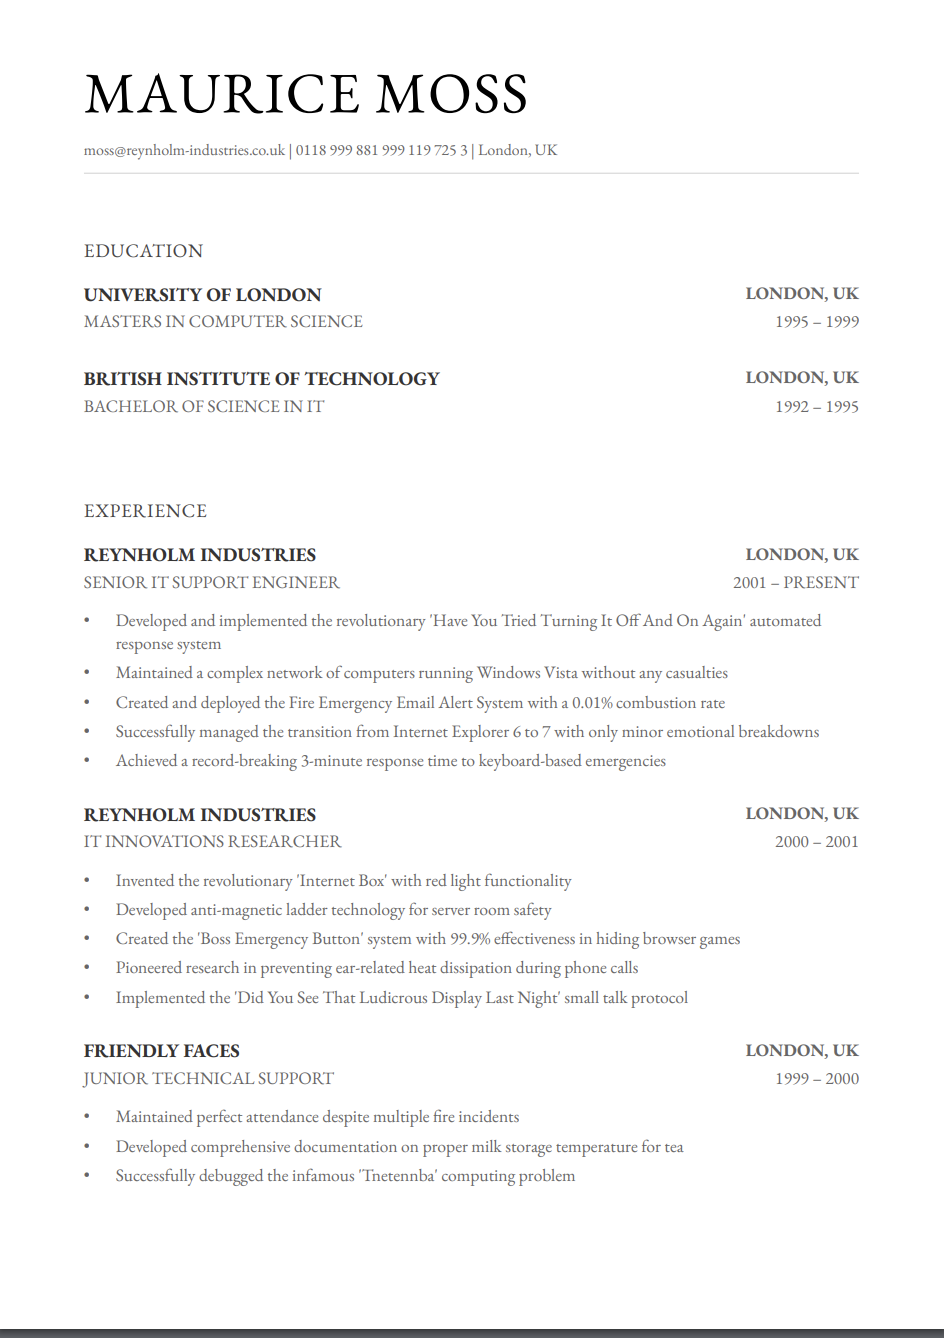 MAURICE MOSS
moss@reynholm-industries.co.uk | 0118 999 881 999 119 725 3 | London, UK
EDUCATION
UNIVERSITY OF LONDON LONDON, UK
MASTERS IN COMPUTER SCIENCE 1995 – 1999
BRITISH INSTITUTE OF TECHNOLOGY LONDON, UK
BACHELOR OF SCIENCE IN IT 1992 – 1995
EXPERIENCE
REYNHOLM INDUSTRIES LONDON, UK
SENIOR IT SUPPORT ENGINEER 2001 – PRESENT
• Developed and implemented the revolutionary 'Have You Tried Turning It Off And On Again' automated
response system
• Maintained a complex network of computers running Windows Vista without any casualties
• Created and deployed the Fire Emergency Email Alert System with a 0.01% combustion rate
• Successfully managed the transition from Internet Explorer 6 to 7 with only minor emotional breakdowns
• Achieved a record-breaking 3-minute response time to keyboard-based emergencies
REYNHOLM INDUSTRIES LONDON, UK
IT INNOVATIONS RESEARCHER 2000 – 2001
• Invented the revolutionary 'Internet Box' with red light functionality
• Developed anti-magnetic ladder technology for server room safety
• Created the 'Boss Emergency Button' system with 99.9% effectiveness in hiding browser games
• Pioneered research in preventing ear-related heat dissipation during phone calls
• Implemented the 'Did You See That Ludicrous Display Last Night' small talk protocol
FRIENDLY FACES LONDON, UK
JUNIOR TECHNICAL SUPPORT 1999 – 2000
• Maintained perfect attendance despite multiple fire incidents
• Developed comprehensive documentation on proper milk storage temperature for tea
• Successfully debugged the infamous 'Tnetennba' computing problem